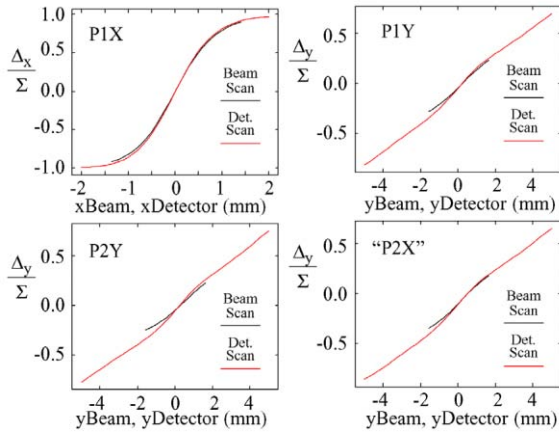 P1X
Δx
Σ
1.0
0.5
0.0
-0.5
-1.0
Beam
Scan
Det.
Scan
-2 -1 0 1 2
xBeam, xDetector (mm)
P1Y
Δy
Σ
0.5
0.0
-0.5
Beam
Scan
Det.
Scan
-4 -2 0 2 4
yBeam, yDetector (mm)
P2Y
Δy
Σ
0.5
0.0
-0.5
Beam
Scan
Det.
Scan
-4 -2 0 2 4
yBeam, yDetector (mm)
“P2X”
Δy
Σ
0.5
0.0
-0.5
Beam
Scan
Det.
Scan
-4 -2 0 2 4
yBeam, yDetector (mm)